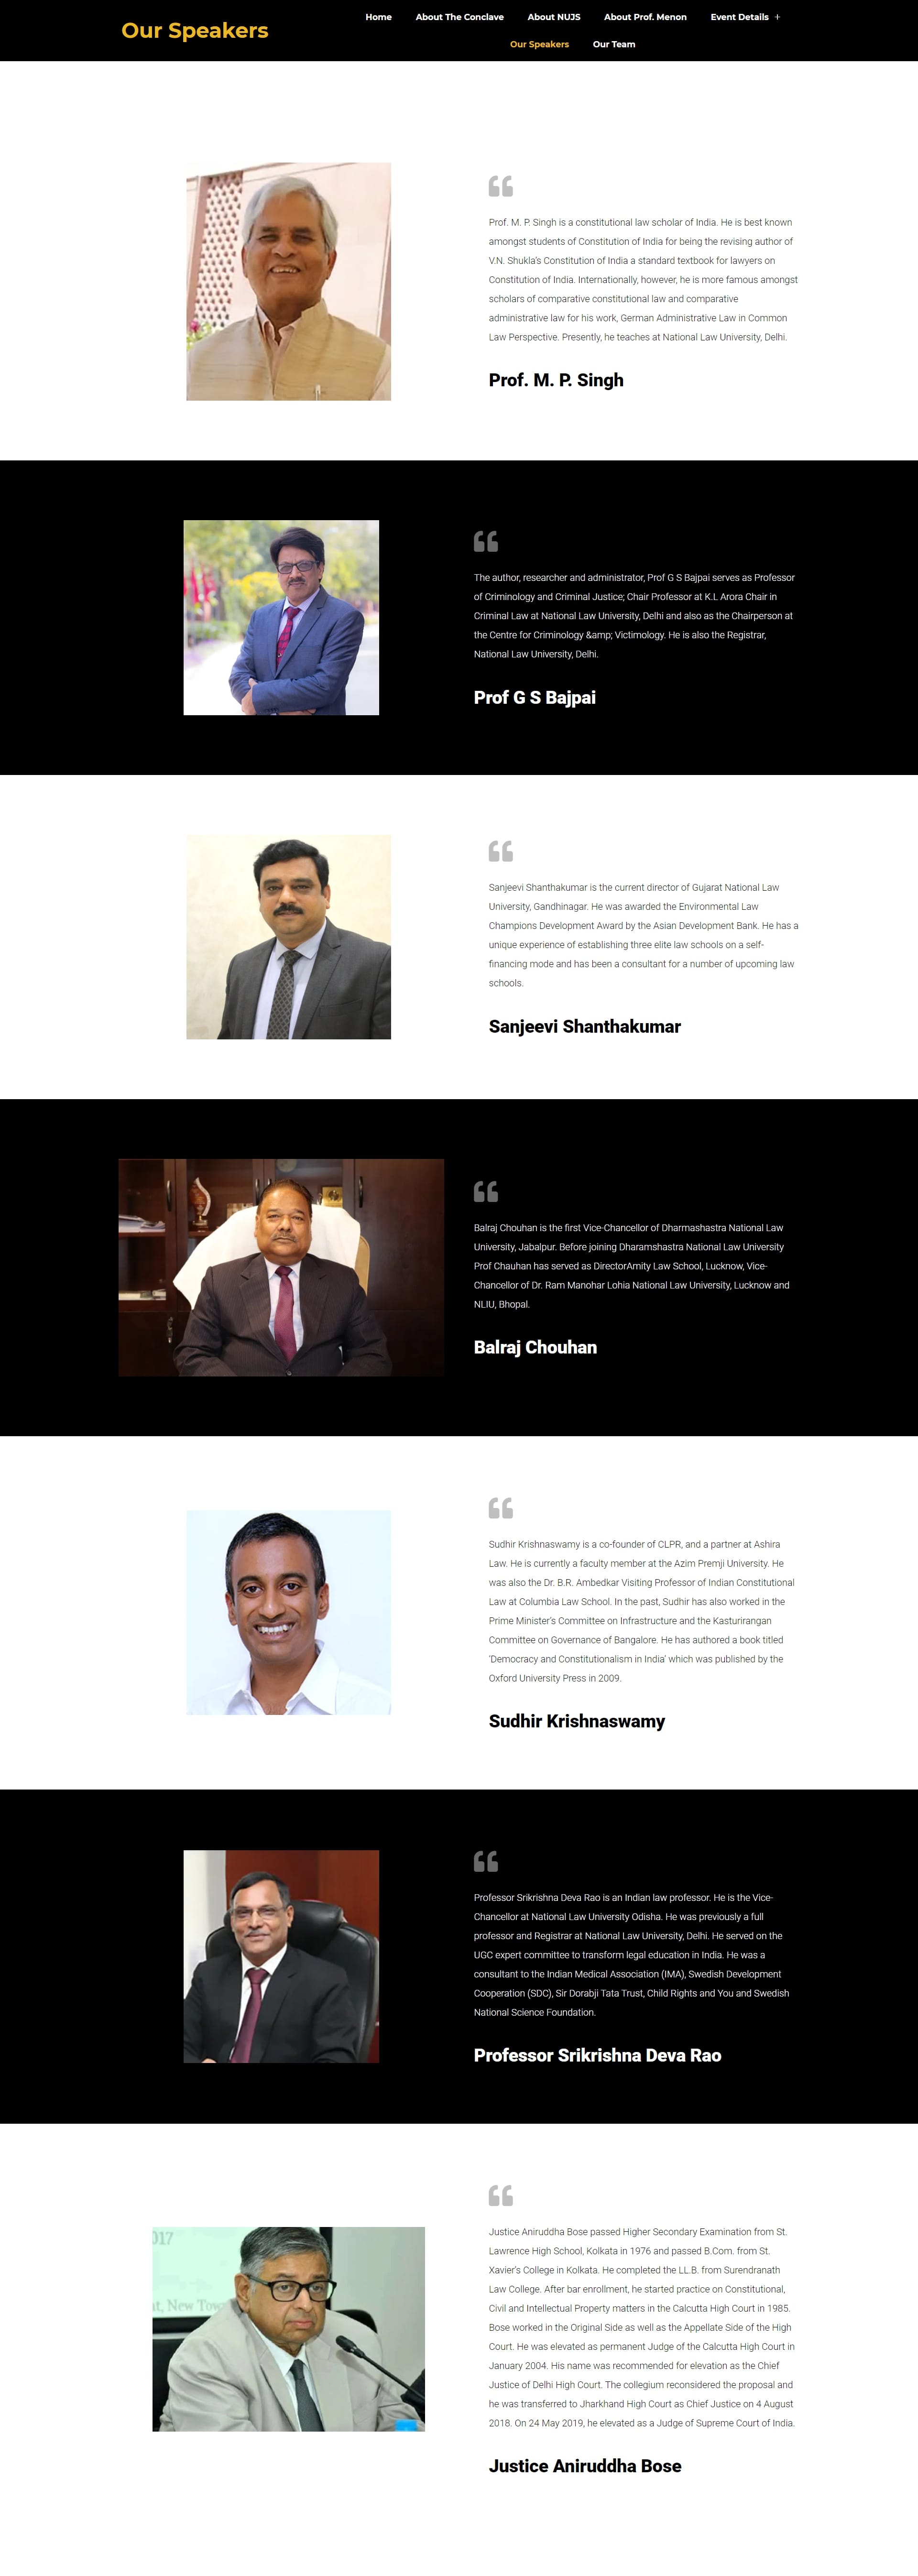 Our Speakers
Home About The Conclave About NUJS About Prof. Menon Event Details +
Our Speakers Our Team
Prof. M. P. Singh is a constitutional law scholar of India. He is best known
amongst students of Constitution of India for being the revising author of
V.N. Shukla's Constitution of India a standard textbook for lawyers on
Constitution of India. Internationally, however, he is more famous amongst
scholars of comparative constitutional law and comparative
administrative law for his work, German Administrative Law in Common
Law Perspective. Presently, he teaches at National Law University, Delhi.
Prof. M. P. Singh
The author, researcher and administrator, Prof G S Bajpai serves as Professor
of Criminology and Criminal Justice; Chair Professor at K.L Arora Chair in
Criminal Law at National Law University, Delhi and also as the Chairperson at
the Centre for Criminology &amp; Victimology. He is also the Registrar,
National Law University, Delhi.
Prof G S Bajpai
Sanjeevi Shanthakumar is the current director of Gujarat National Law
University, Gandhinagar. He was awarded the Environmental Law
Champions Development Award by the Asian Development Bank. He has a
unique experience of establishing three elite law schools on a self-
financing mode and has been a consultant for a number of upcoming law
schools.
Sanjeevi Shanthakumar
Balraj Chouhan is the first Vice-Chancellor of Dharmashastra National Law
University, Jabalpur. Before joining Dharamshastra National Law University
Prof Chauhan has served as DirectorAmity Law School, Lucknow, Vice-
Chancellor of Dr. Ram Manohar Lohia National Law University, Lucknow and
NLIU, Bhopal.
Balraj Chouhan
Sudhir Krishnaswamy is a co-founder of CLPR, and a partner at Ashira
Law. He is currently a faculty member at the Azim Premji University. He
was also the Dr. B.R. Ambedkar Visiting Professor of Indian Constitutional
Law at Columbia Law School. In the past, Sudhir has also worked in the
Prime Minister's Committee on Infrastructure and the Kasturirangan
Committee on Governance of Bangalore. He has authored a book titled
'Democracy and Constitutionalism in India' which was published by the
Oxford University Press in 2009.
Sudhir Krishnaswamy
Professor Srikrishna Deva Rao is an Indian law professor. He is the Vice-
Chancellor at National Law University Odisha. He was previously a full
professor and Registrar at National Law University, Delhi. He served on the
UGC expert committee to transform legal education in India. He was a
consultant to the Indian Medical Association (IMA), Swedish Development
Cooperation (SDC), Sir Dorabji Tata Trust, Child Rights and You and Swedish
National Science Foundation.
Professor Srikrishna Deva Rao
017
at, New Tow
Justice Aniruddha Bose passed Higher Secondary Examination from St.
Lawrence High School, Kolkata in 1976 and passed B.Com. from St.
Xavier's College in Kolkata. He completed the LL.B. from Surendranath
Law College. After bar enrollment, he started practice on Constitutional,
Civil and Intellectual Property matters in the Calcutta High Court in 1985.
Bose worked in the Original Side as well as the Appellate Side of the High
Court. He was elevated as permanent Judge of the Calcutta High Court in
January 2004. His name was recommended for elevation as the Chief
Justice of Delhi High Court. The collegium reconsidered the proposal and
he was transferred to Jharkhand High Court as Chief Justice on 4 August
2018. On 24 May 2019, he elevated as a Judge of Supreme Court of India.
Justice Aniruddha Bose